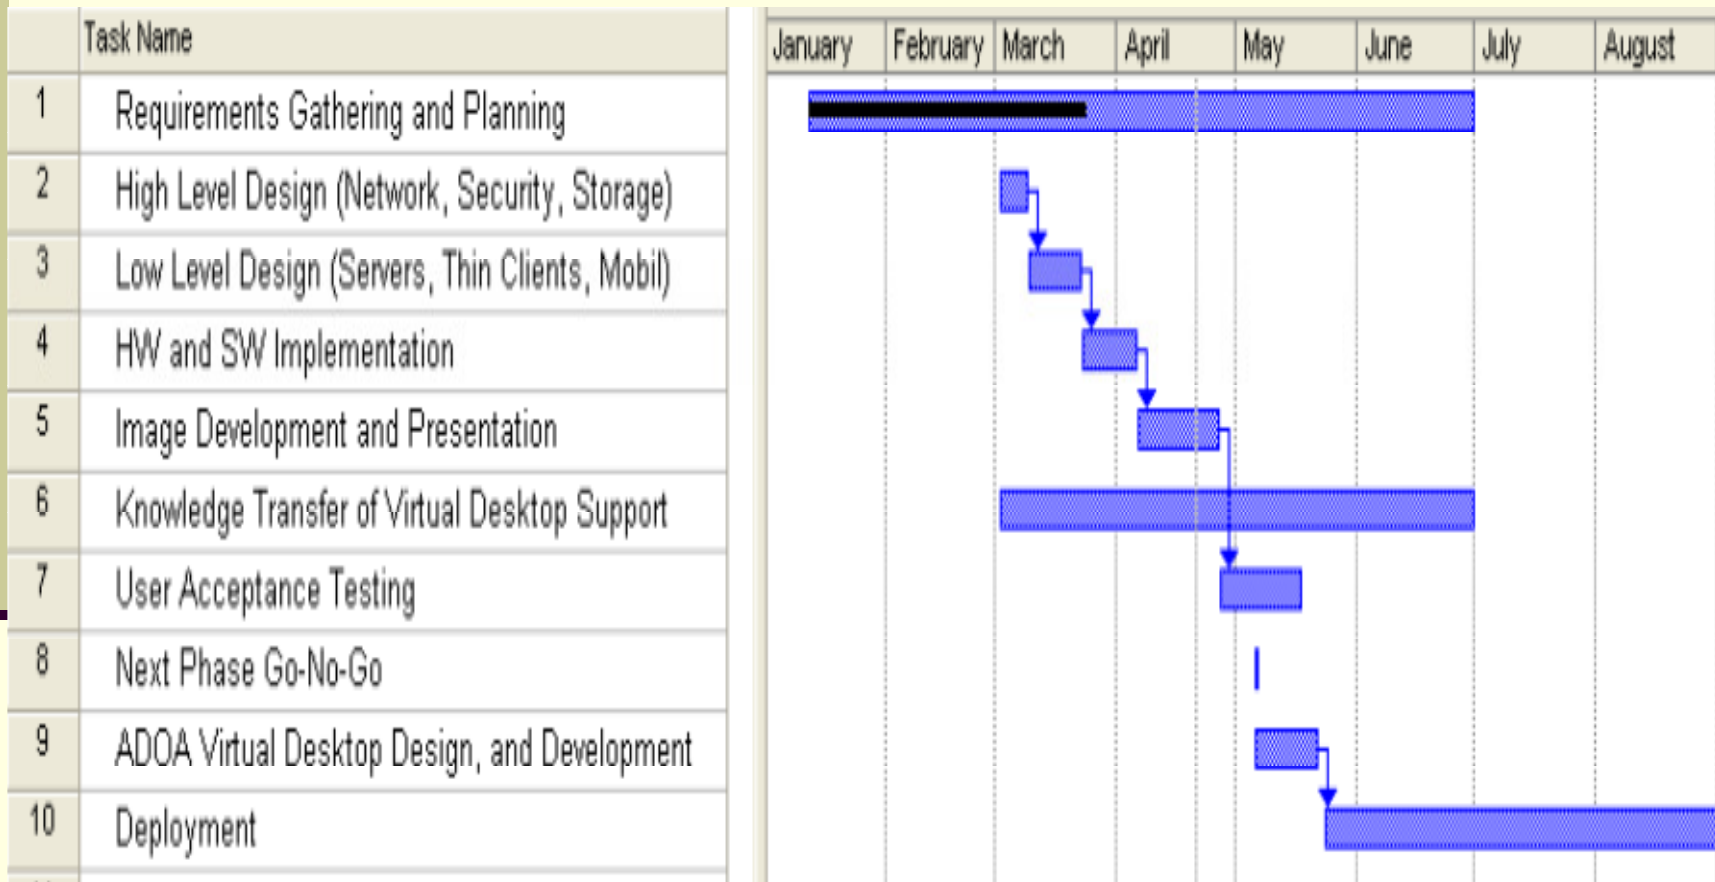 Task Name
January February March April May June July August
1 Requirements Gathering and Planning
2 High Level Design (Network, Security, Storage)
3 Low Level Design (Servers, Thin Clients, Mobil)
4 HW and SW Implementation
5 Image Development and Presentation
6 Knowledge Transfer of Virtual Desktop Support
7 User Acceptance Testing
8 Next Phase Go-No-Go
9 ADOA Virtual Desktop Design, and Development
10 Deployment